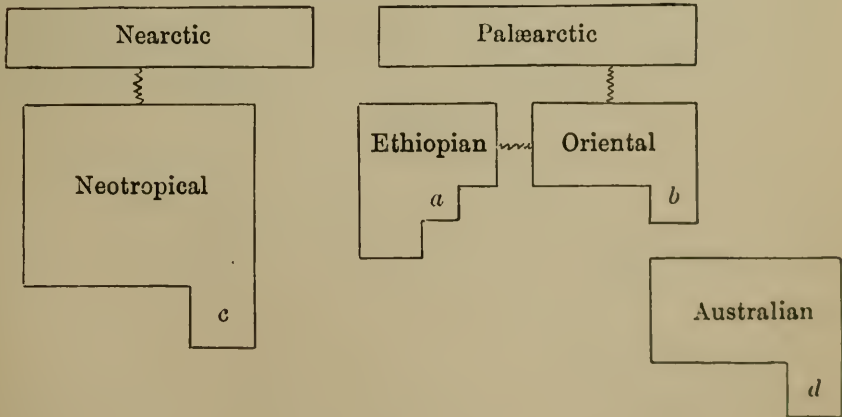 Nearctic
Palæarctic
Ethiopian
Oriental
Neotropical
a
b
c
Australian
d